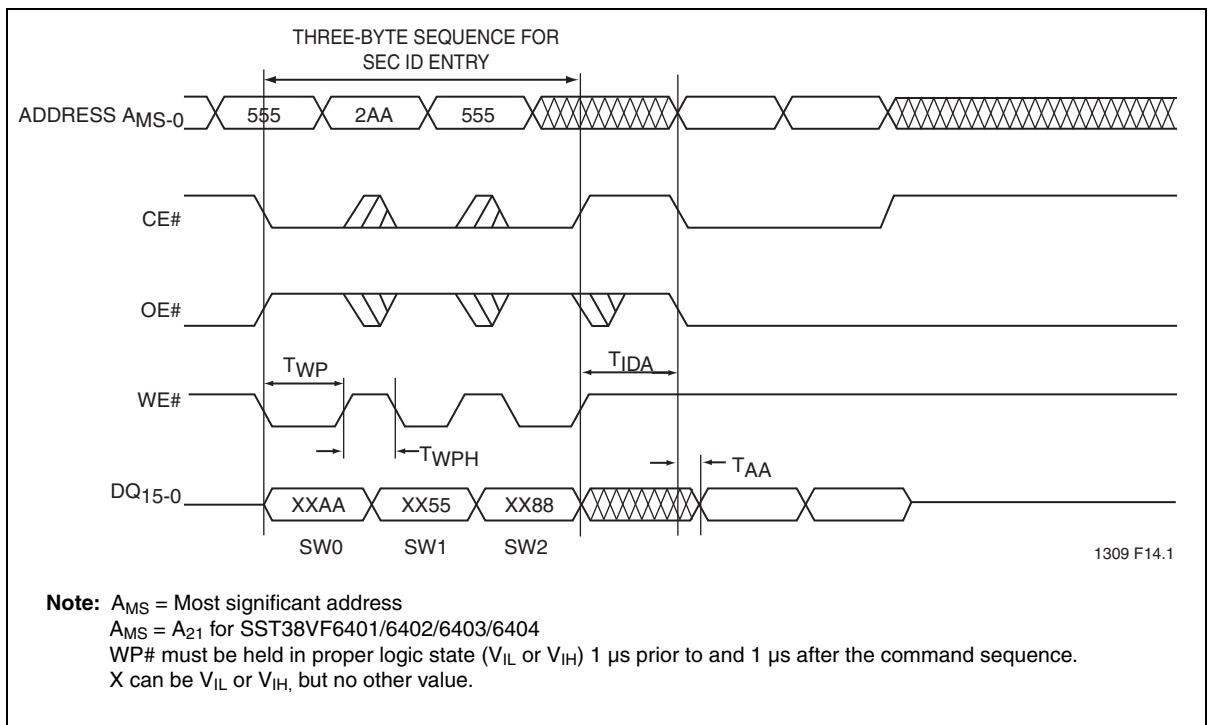 THREE-BYTE SEQUENCE FOR
SEC ID ENTRY
ADDRESS AMS-0
555
2AA
555
CE#
OE#
TWP
TIDA
WE#
TWPH
TAA
DQ15-0
XXAA
XX55
XX88
SW0
SW1
SW2
1309 F14.1
Note: AMS = Most significant address
AMS = A21 for SST38VF6401/6402/6403/6404
WP# must be held in proper logic state (VIL or VIH) 1 µs prior to and 1 µs after the command sequence.
X can be VIL or VIH, but no other value.